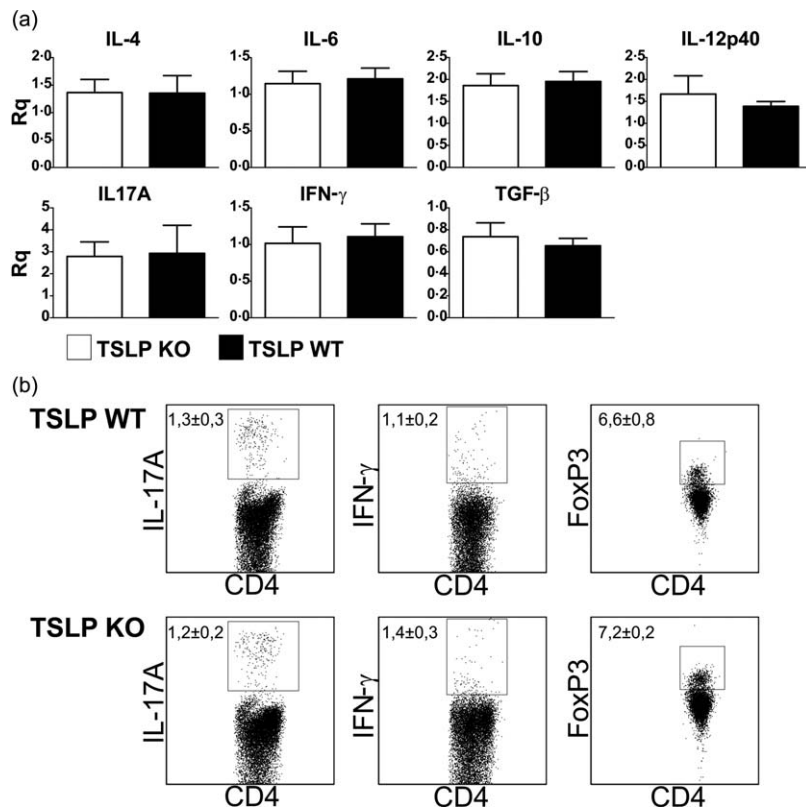 (a)
IL-4 IL-6 IL-10 IL-12p40
Rq
2·0 1·5 1·0 0·5 0·0
1·5 1·0 0·5 0·0
2·5 2·0 1·5 1·0 0·5 0·0
2·0 1·5 1·0 0·5 0·0
IL17A IFN-γ TGF-β
Rq
5 4 3 2 1 0
1·5 1·0 0·5 0·0
1·0 0·8 0·6 0·4 0·2 0·0
TSLP KO TSLP WT
(b)
TSLP WT
1,3±0,3 1,1±0,2 6,6±0,8
IL-17A IFN-γ FoxP3
CD4 CD4 CD4
TSLP KO
1,2±0,2 1,4±0,3 7,2±0,2
IL-17A IFN-γ FoxP3
CD4 CD4 CD4